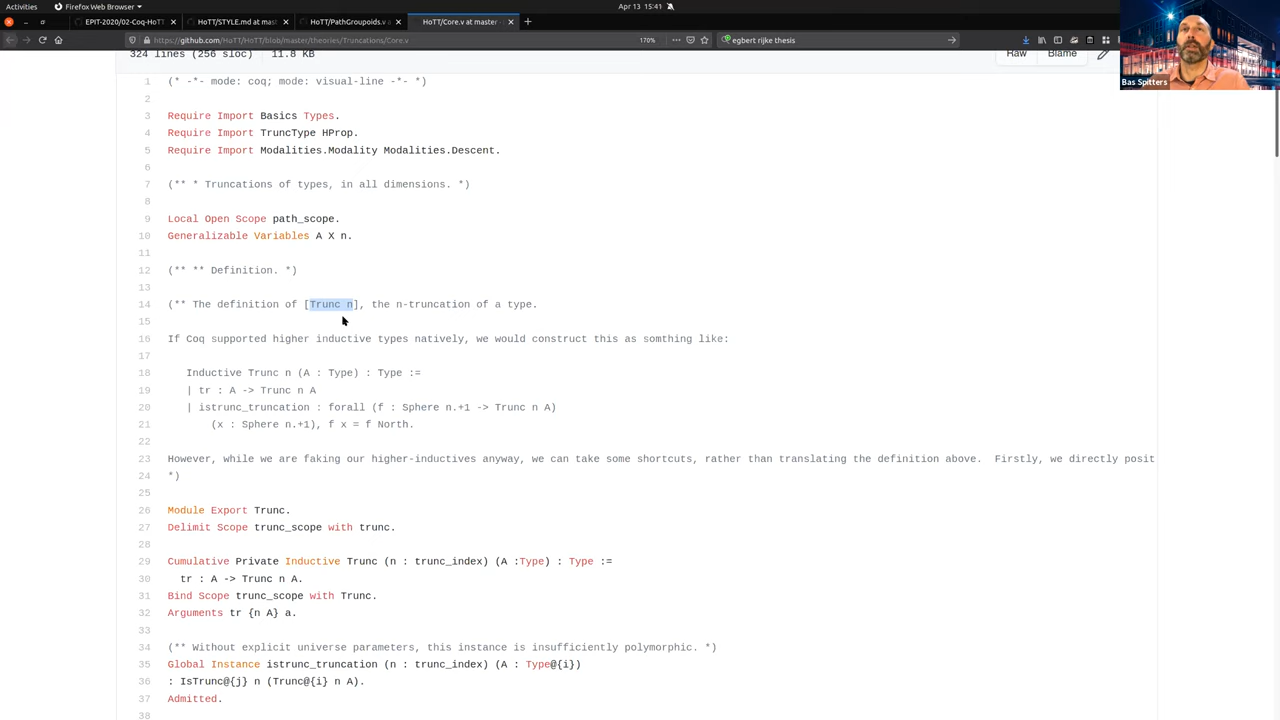 Activities
Firefox Web Browser
Apr 13 15:41
EPIT-2020/02-Coq-HoTT
HoTT/STYLE.md at mast
HoTT/PathGroupoids.v a
HoTT/Core.v at master
https://github.com/HoTT/HoTT/blob/master/theories/Truncations/Core.v
170%
egbert rijke thesis
Bas Spitters
324 lines (256 sloc)
11.8 KB
Raw
Blame
1 (* -*- mode: coq; mode: visual-line -*- *)
2
3 Require Import Basics Types.
4 Require Import TruncType HProp.
5 Require Import Modalities.Modality Modalities.Descent.
6
7 (** * Truncations of types, in all dimensions. *)
8
9 Local Open Scope path_scope.
10 Generalizable Variables A X n.
11
12 (** ** Definition. *)
13
14 (** The definition of [Trunc n], the n-truncation of a type.
15
16 If Coq supported higher inductive types natively, we would construct this as somthing like:
17
18 Inductive Trunc n (A : Type) : Type :=
19 | tr : A -> Trunc n A
20 | istrunc_truncation : forall (f : Sphere n.+1 -> Trunc n A)
21 (x : Sphere n.+1), f x = f North.
22
23 However, while we are faking our higher-inductives anyway, we can take some shortcuts, rather than translating the definition above.  Firstly, we directly posit
24 *)
25
26 Module Export Trunc.
27 Delimit Scope trunc_scope with trunc.
28
29 Cumulative Private Inductive Trunc (n : trunc_index) (A :Type) : Type :=
30 tr : A -> Trunc n A.
31 Bind Scope trunc_scope with Trunc.
32 Arguments tr {n A} a.
33
34 (** Without explicit universe parameters, this instance is insufficiently polymorphic. *)
35 Global Instance istrunc_truncation (n : trunc_index) (A : Type@{i})
36 : IsTrunc@{j} n (Trunc@{i} n A).
37 Admitted.
38